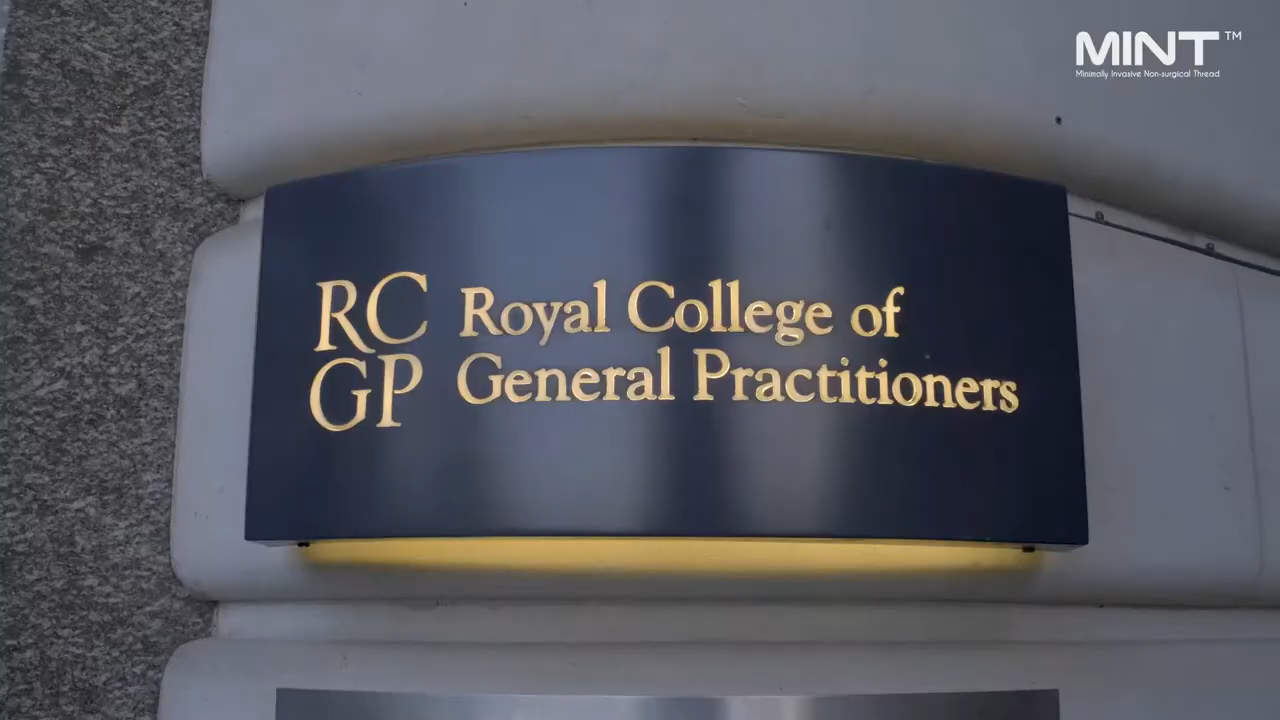 MINT™
Minimally Invasive Non-surgical Thread
RC
GP
Royal College of
General Practitioners